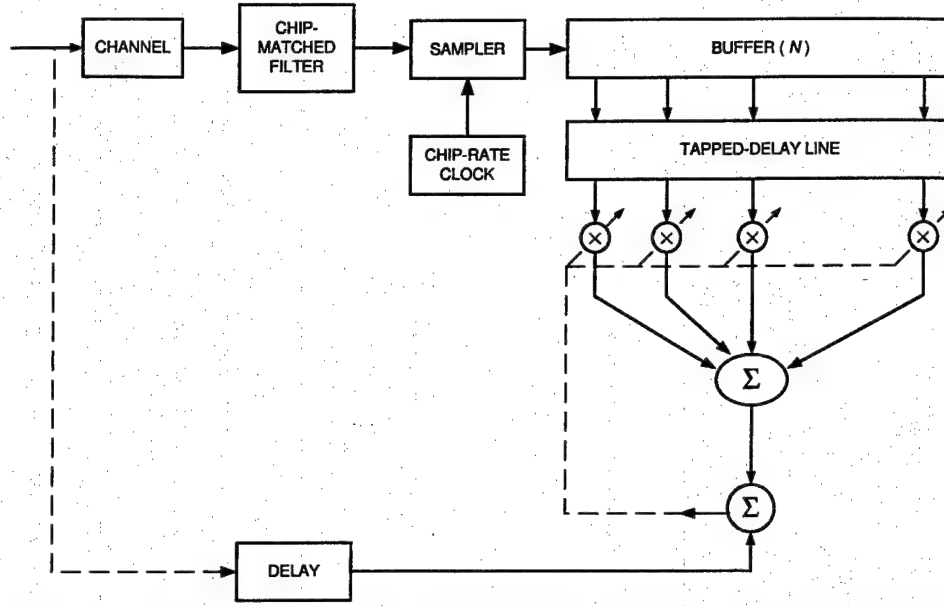 CHANNEL
CHIP-
MATCHED
FILTER
SAMPLER
BUFFER (N)
CHIP-RATE
CLOCK
TAPPED-DELAY LINE
× × × ×
Σ
Σ
DELAY